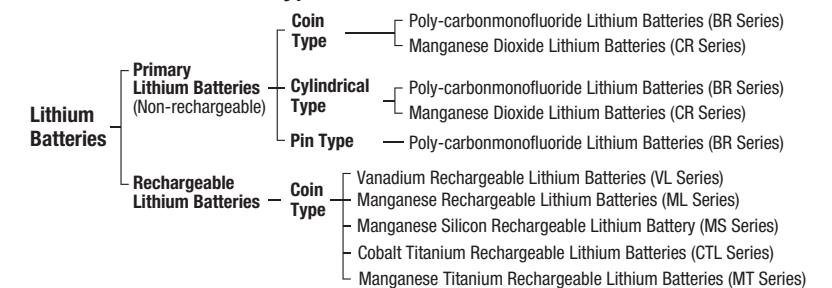 Coin
Type
Poly-carbonmonofluoride Lithium Batteries (BR Series)
Manganese Dioxide Lithium Batteries (CR Series)
Primary
Lithium Batteries
(Non-rechargeable)
Cylindrical
Type
Poly-carbonmonofluoride Lithium Batteries (BR Series)
Manganese Dioxide Lithium Batteries (CR Series)
Lithium
Batteries
Pin Type
Poly-carbonmonofluoride Lithium Batteries (BR Series)
Rechargeable
Lithium Batteries
Coin
Type
Vanadium Rechargeable Lithium Batteries (VL Series)
Manganese Rechargeable Lithium Batteries (ML Series)
Manganese Silicon Rechargeable Lithium Battery (MS Series)
Cobalt Titanium Rechargeable Lithium Batteries (CTL Series)
Manganese Titanium Rechargeable Lithium Batteries (MT Series)